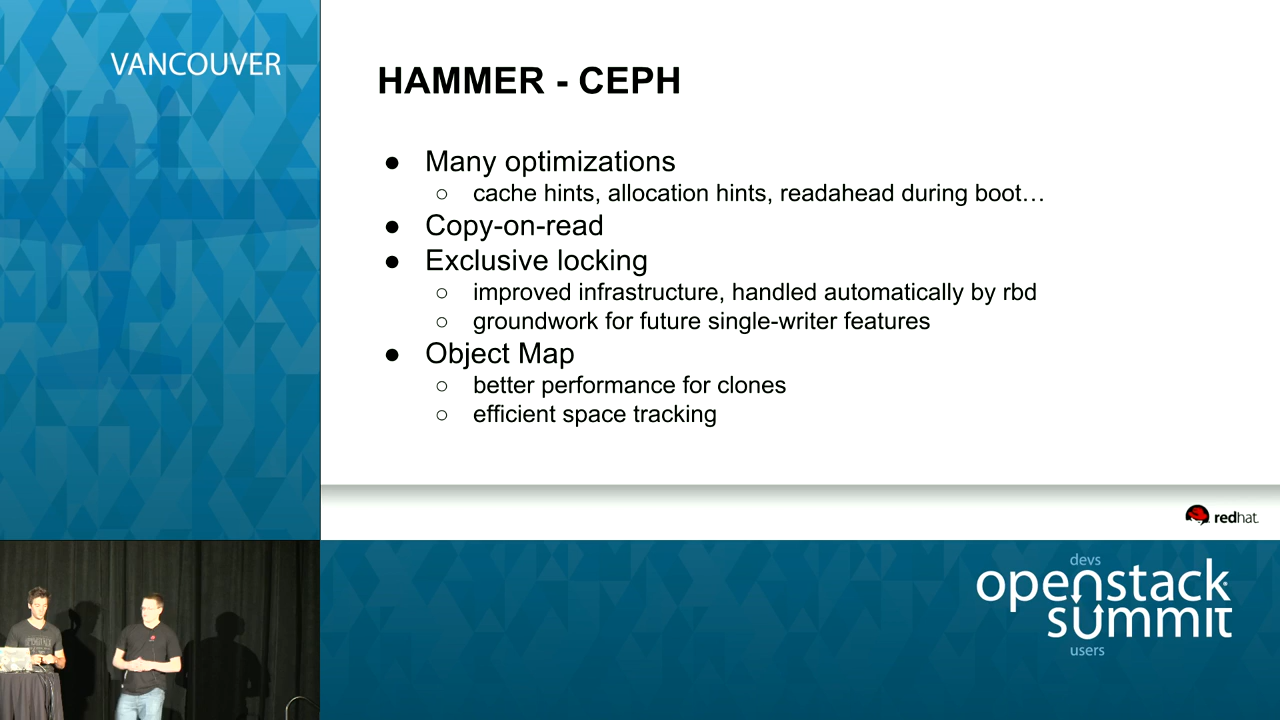 VANCOUVER
HAMMER - CEPH
● Many optimizations
○ cache hints, allocation hints, readahead during boot…
● Copy-on-read
● Exclusive locking
○ improved infrastructure, handled automatically by rbd
○ groundwork for future single-writer features
● Object Map
○ better performance for clones
○ efficient space tracking
redhat.
devs
openstack
summit
users